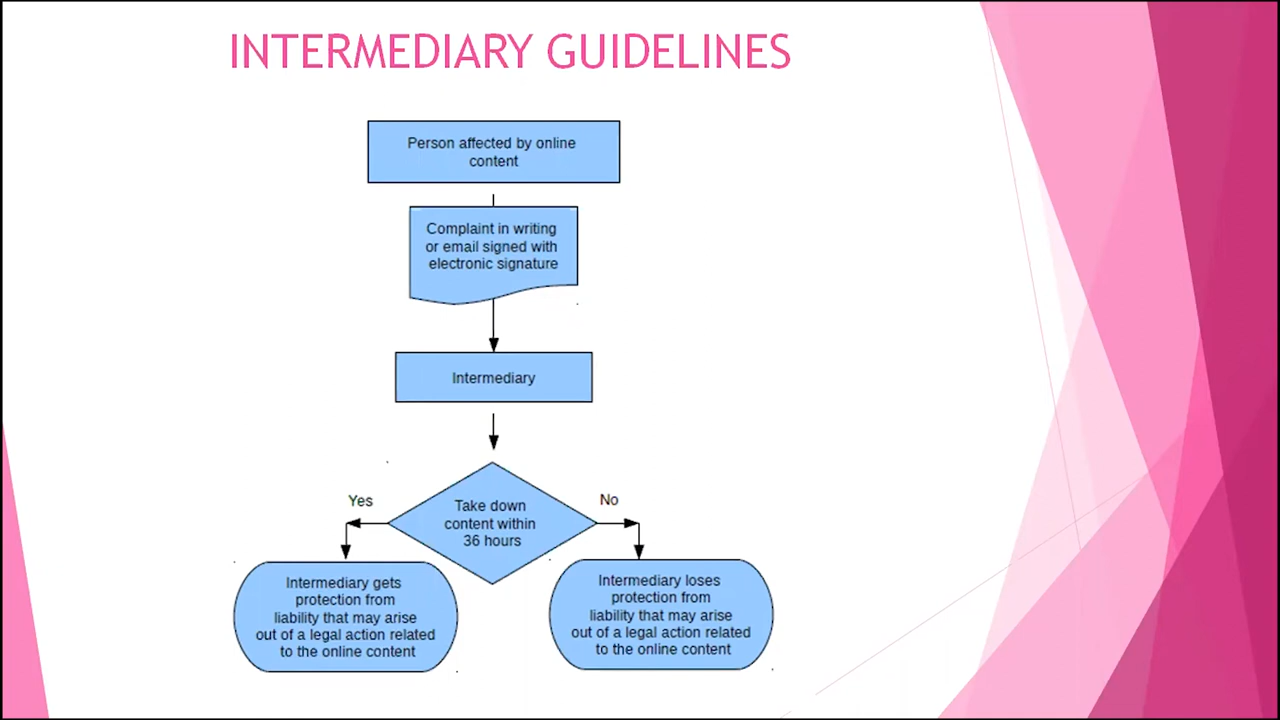 INTERMEDIARY GUIDELINES
Person affected by online
content
Complaint in writing
or email signed with
electronic signature
Intermediary
Take down
content within
36 hours
Yes
No
Intermediary gets
protection from
liability that may arise
out of a legal action related
to the online content
Intermediary loses
protection from
liability that may arise
out of a legal action related
to the online content